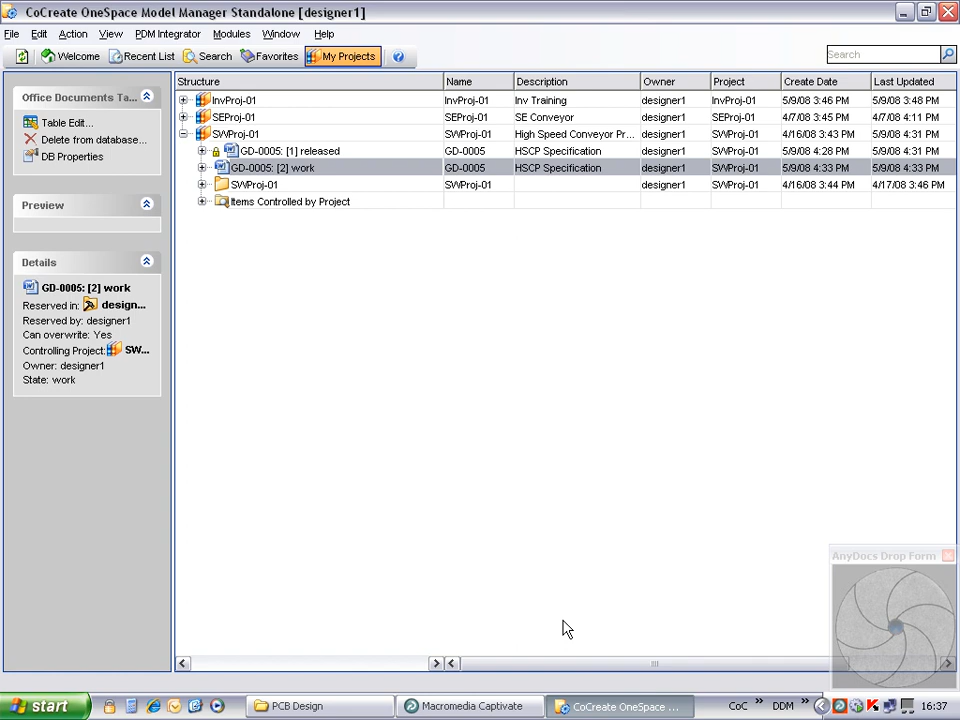 CoCreate OneSpace Model Manager Standalone [designer1]
File Edit Action View PDM Integrator Modules Window Help
Welcome Recent List Search Favorites My Projects Search
Office Documents Ta...
Table Edit...
Delete from database...
DB Properties
Preview
Details
GD-0005: [2] work
Reserved in: design...
Reserved by: designer1
Can overwrite: Yes
Controlling Project: SW...
Owner: designer1
State: work
Structure Name Description Owner Project Create Date Last Updated
InvProj-01 InvProj-01 Inv Training designer1 InvProj-01 5/9/08 3:46 PM 5/9/08 3:48 PM
SEProj-01 SEProj-01 SE Conveyor designer1 SEProj-01 4/7/08 3:45 PM 4/7/08 4:11 PM
SWProj-01 SWProj-01 High Speed Conveyor Pr... designer1 SWProj-01 4/16/08 3:43 PM 5/9/08 4:31 PM
GD-0005: [1] released GD-0005 HSCP Specification designer1 SWProj-01 5/9/08 4:28 PM 5/9/08 4:31 PM
GD-0005: [2] work GD-0005 HSCP Specification designer1 SWProj-01 5/9/08 4:33 PM 5/9/08 4:33 PM
SWProj-01 SWProj-01 designer1 SWProj-01 4/16/08 3:44 PM 4/17/08 3:46 PM
Items Controlled by Project
AnyDocs Drop Form
start PCB Design Macromedia Captivate CoCreate OneSpace ... CoC » DDM » 16:37